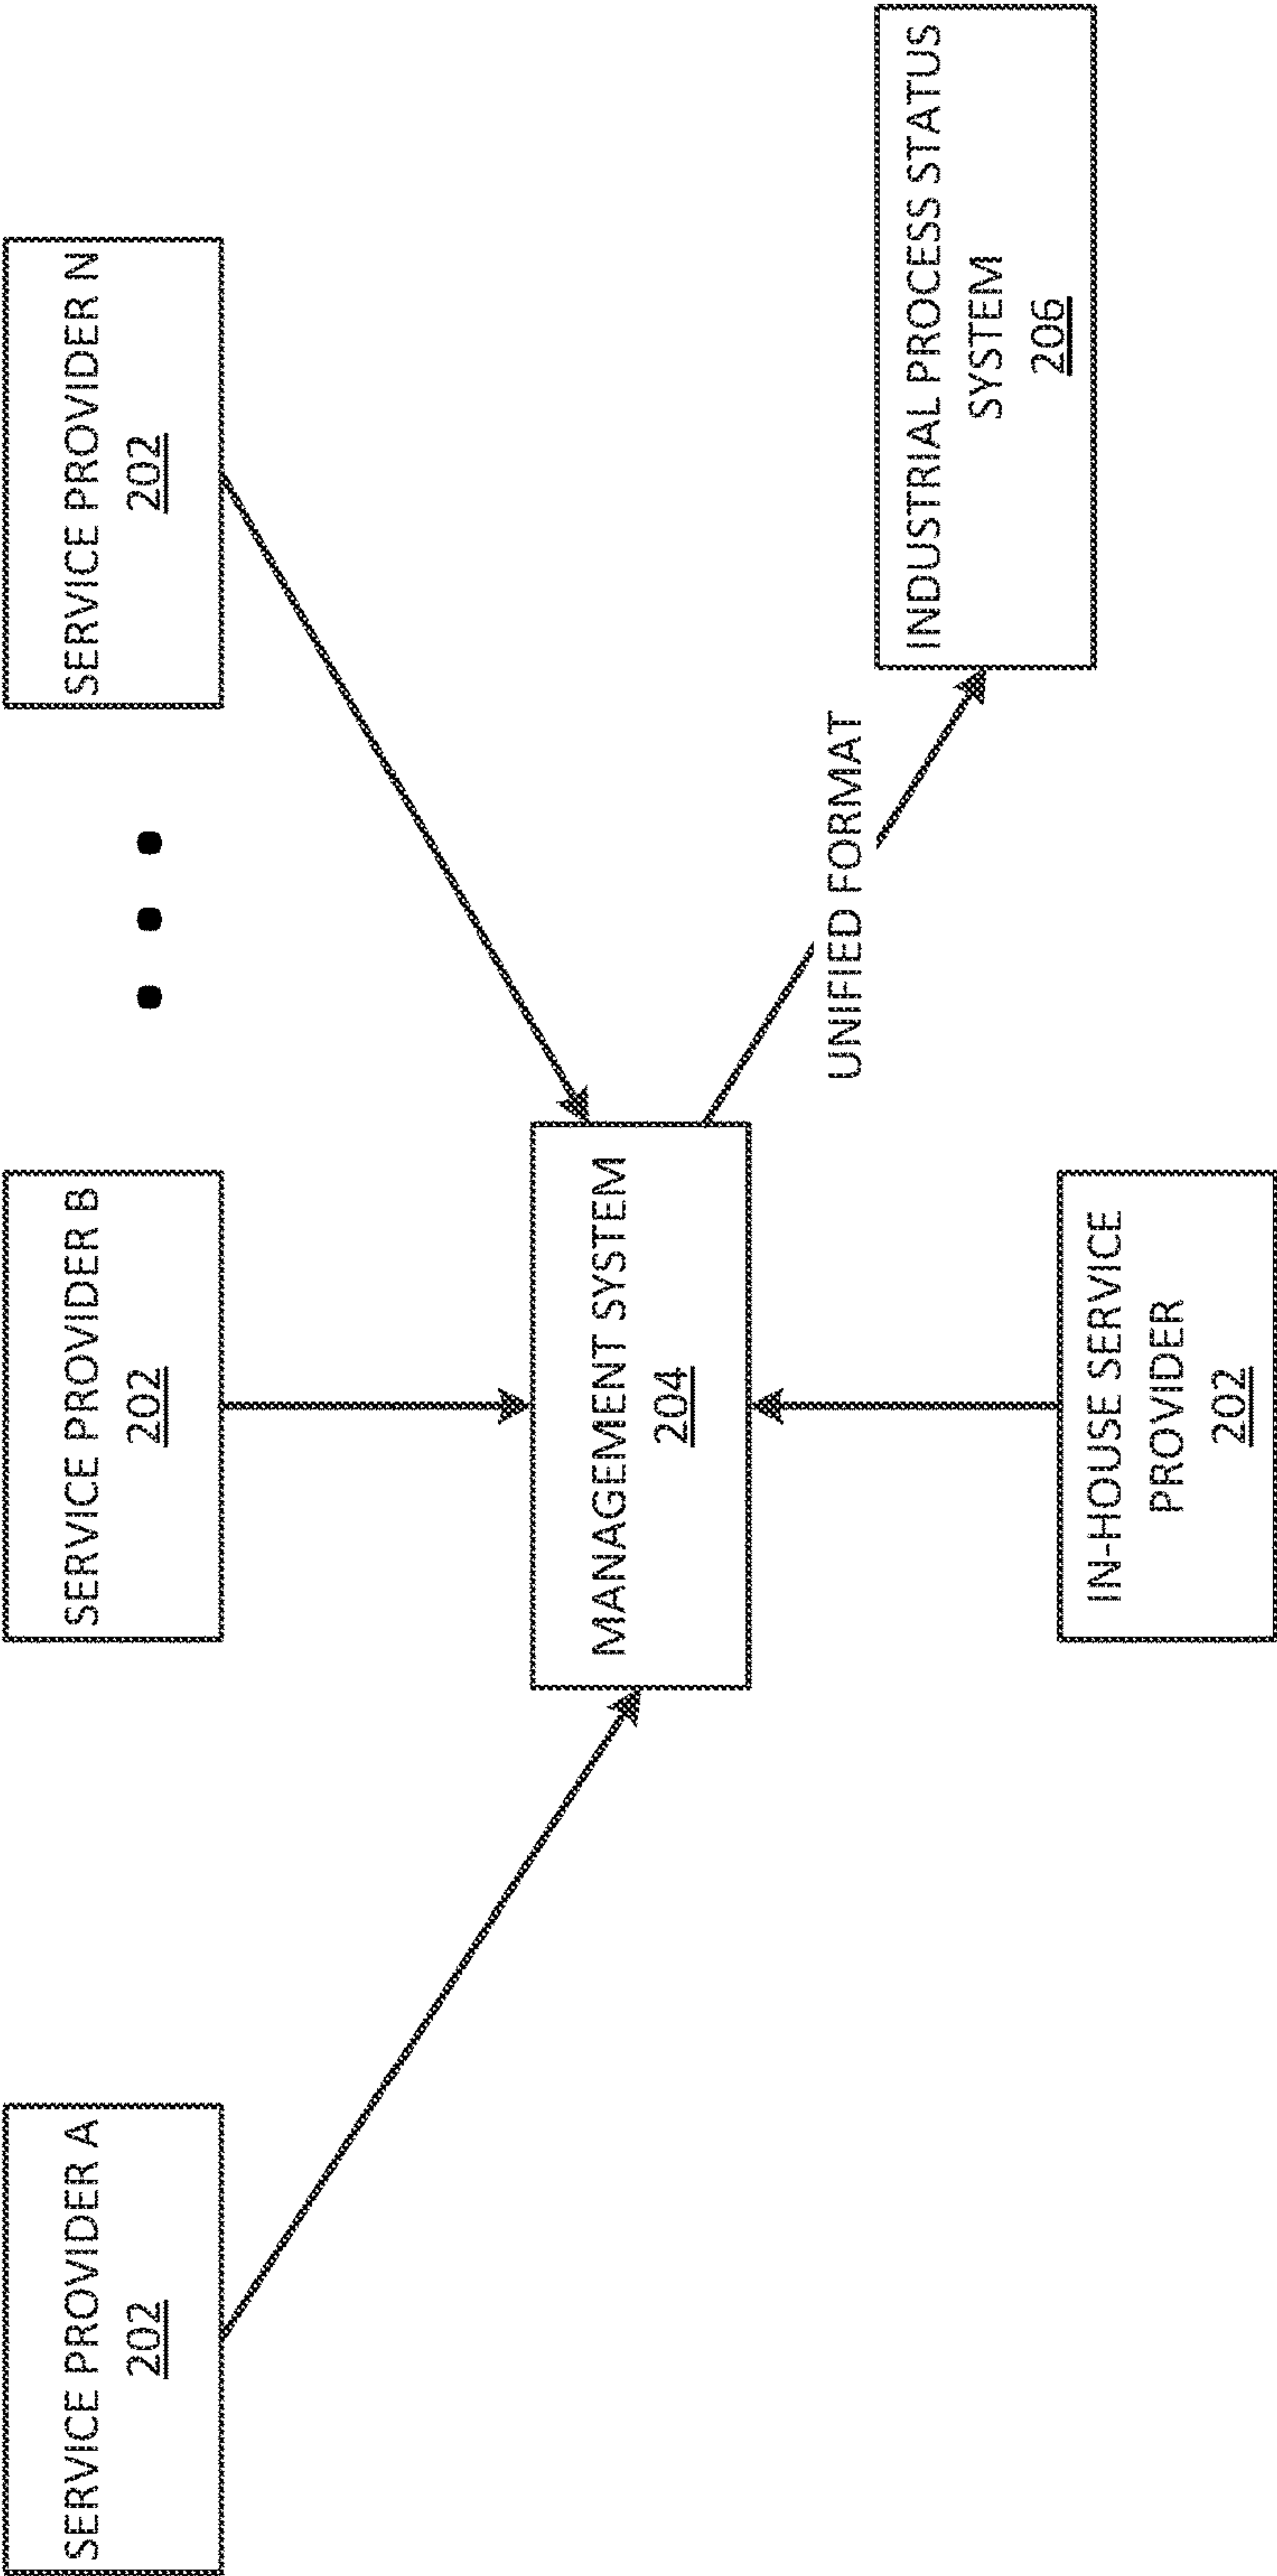 SERVICE PROVIDER A
202
SERVICE PROVIDER B
202
SERVICE PROVIDER N
202
MANAGEMENT SYSTEM
204
UNIFIED FORMAT
INDUSTRIAL PROCESS STATUS
SYSTEM
206
IN-HOUSE SERVICE
PROVIDER
202